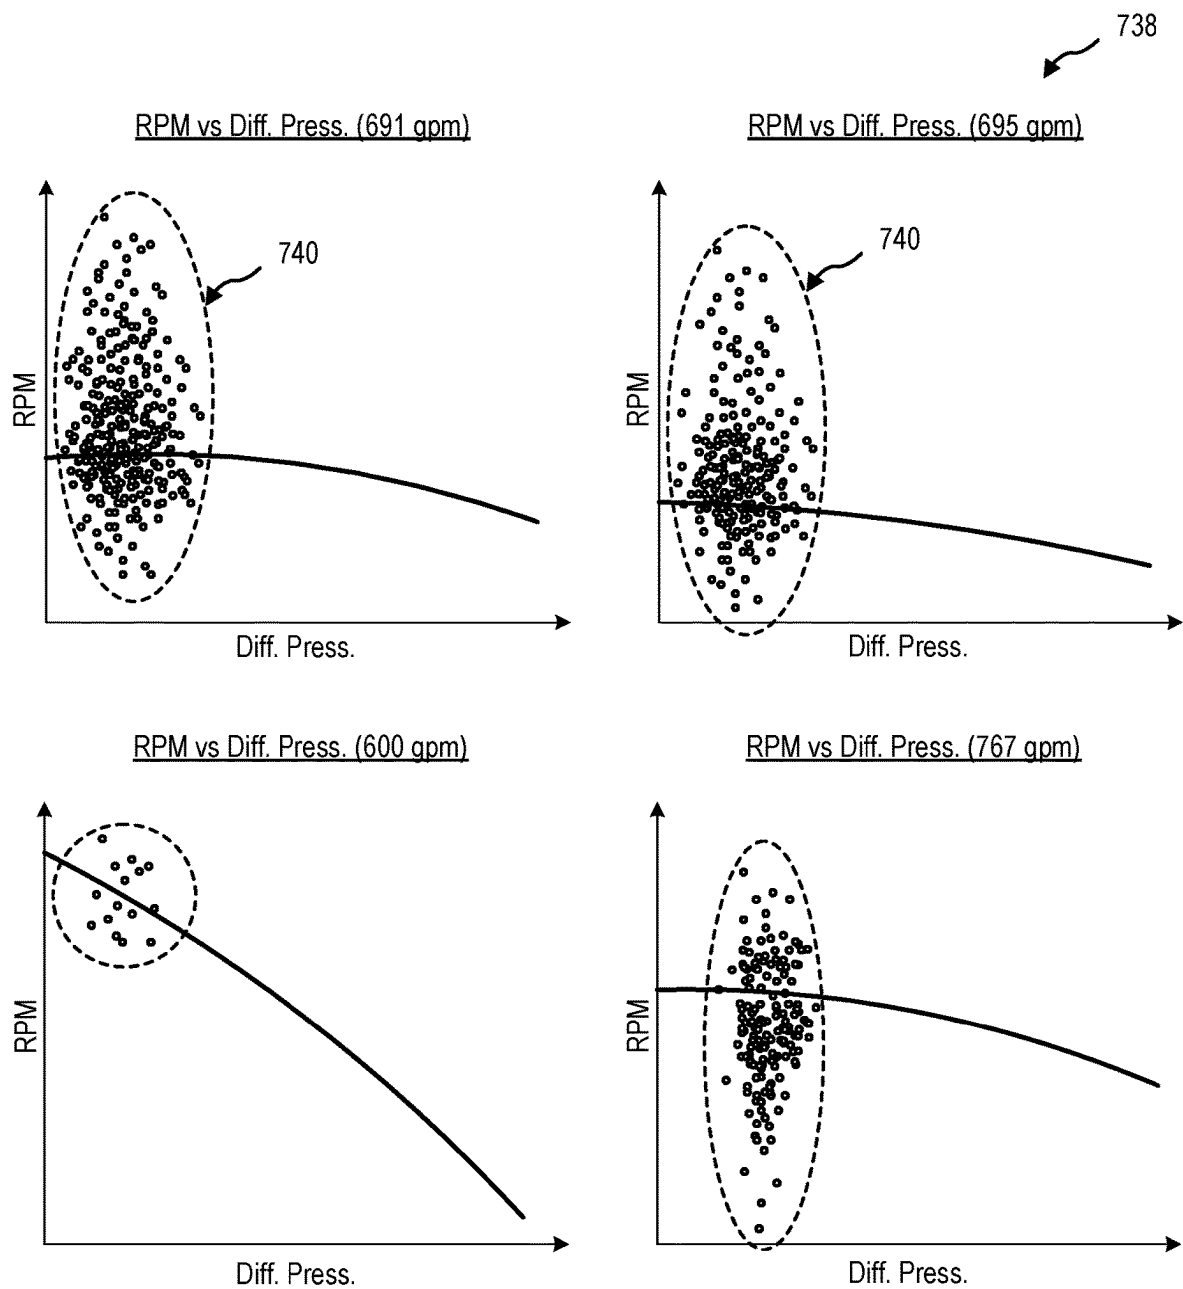 738
RPM vs Diff. Press. (691 gpm)
RPM vs Diff. Press. (695 gpm)
740
740
RPM
RPM
Diff. Press.
Diff. Press.
RPM vs Diff. Press. (600 gpm)
RPM vs Diff. Press. (767 gpm)
RPM
RPM
Diff. Press.
Diff. Press.